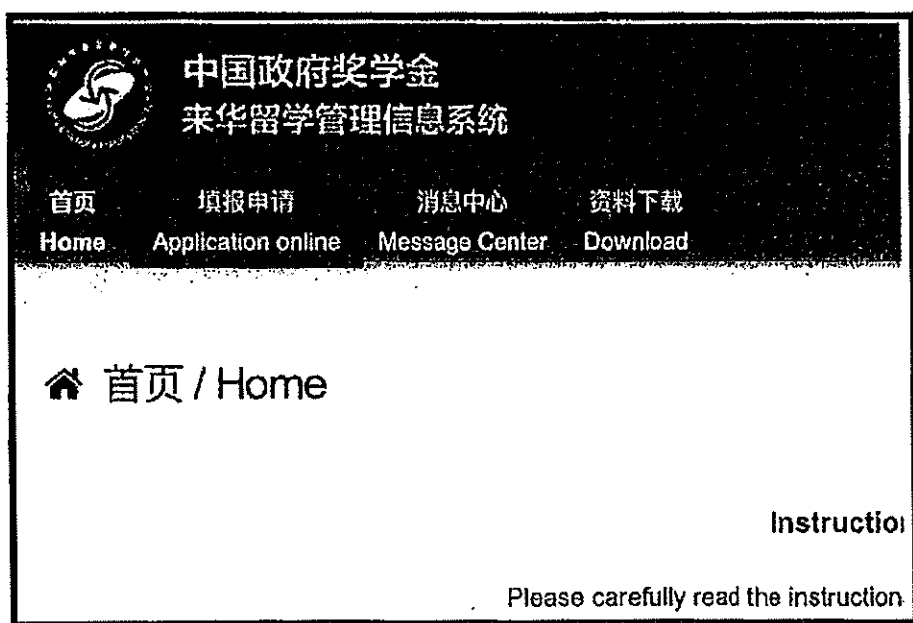 中国政府奖学金
来华留学管理信息系统
首页 填报申请 消息中心 资料下载
Home Application online Message Center Download
首页 / Home
Instructio
Please carefully read the instruction